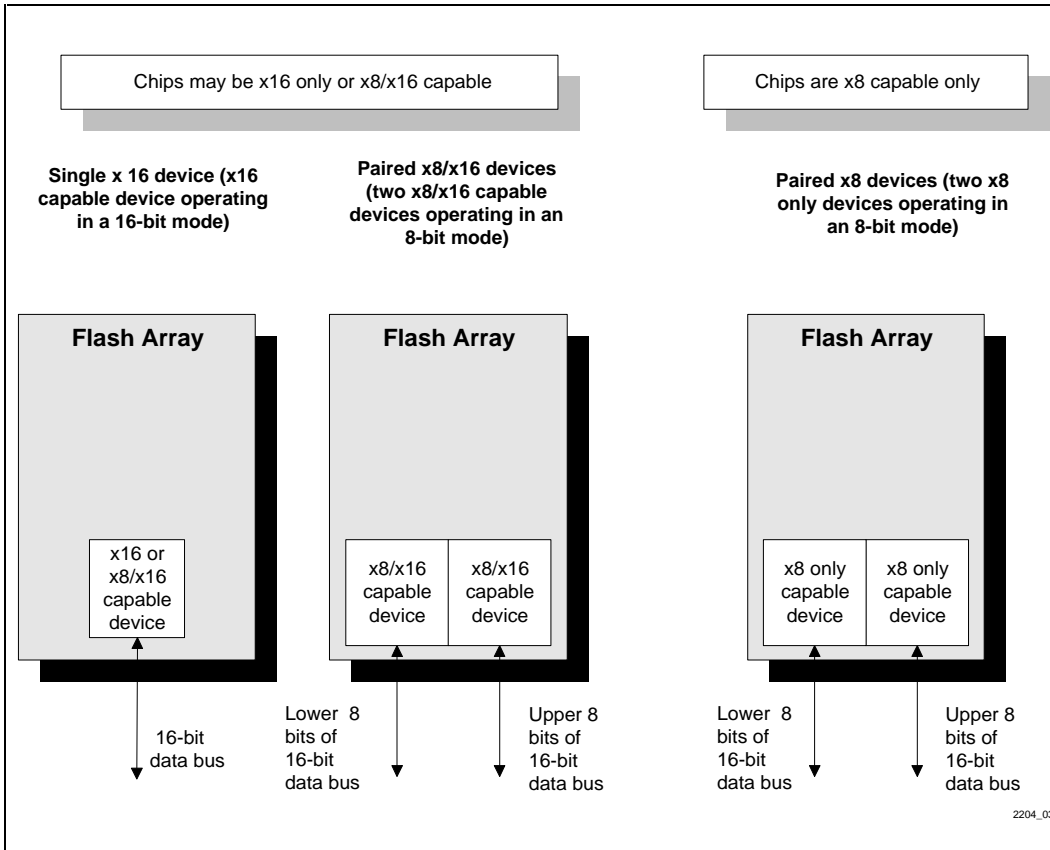 Chips may be x16 only or x8/x16 capable
Chips are x8 capable only
Single x 16 device (x16
capable device operating
in a 16-bit mode)
Paired x8/x16 devices
(two x8/x16 capable
devices operating in an
8-bit mode)
Paired x8 devices (two x8
only devices operating in
an 8-bit mode)
Flash Array
x16 or
x8/x16
capable
device
16-bit
data bus
Flash Array
x8/x16
capable
device
x8/x16
capable
device
Lower 8
bits of
16-bit
data bus
Upper 8
bits of
16-bit
data bus
Flash Array
x8 only
capable
device
x8 only
capable
device
Lower 8
bits of
16-bit
data bus
Upper 8
bits of
16-bit
data bus
2204_03